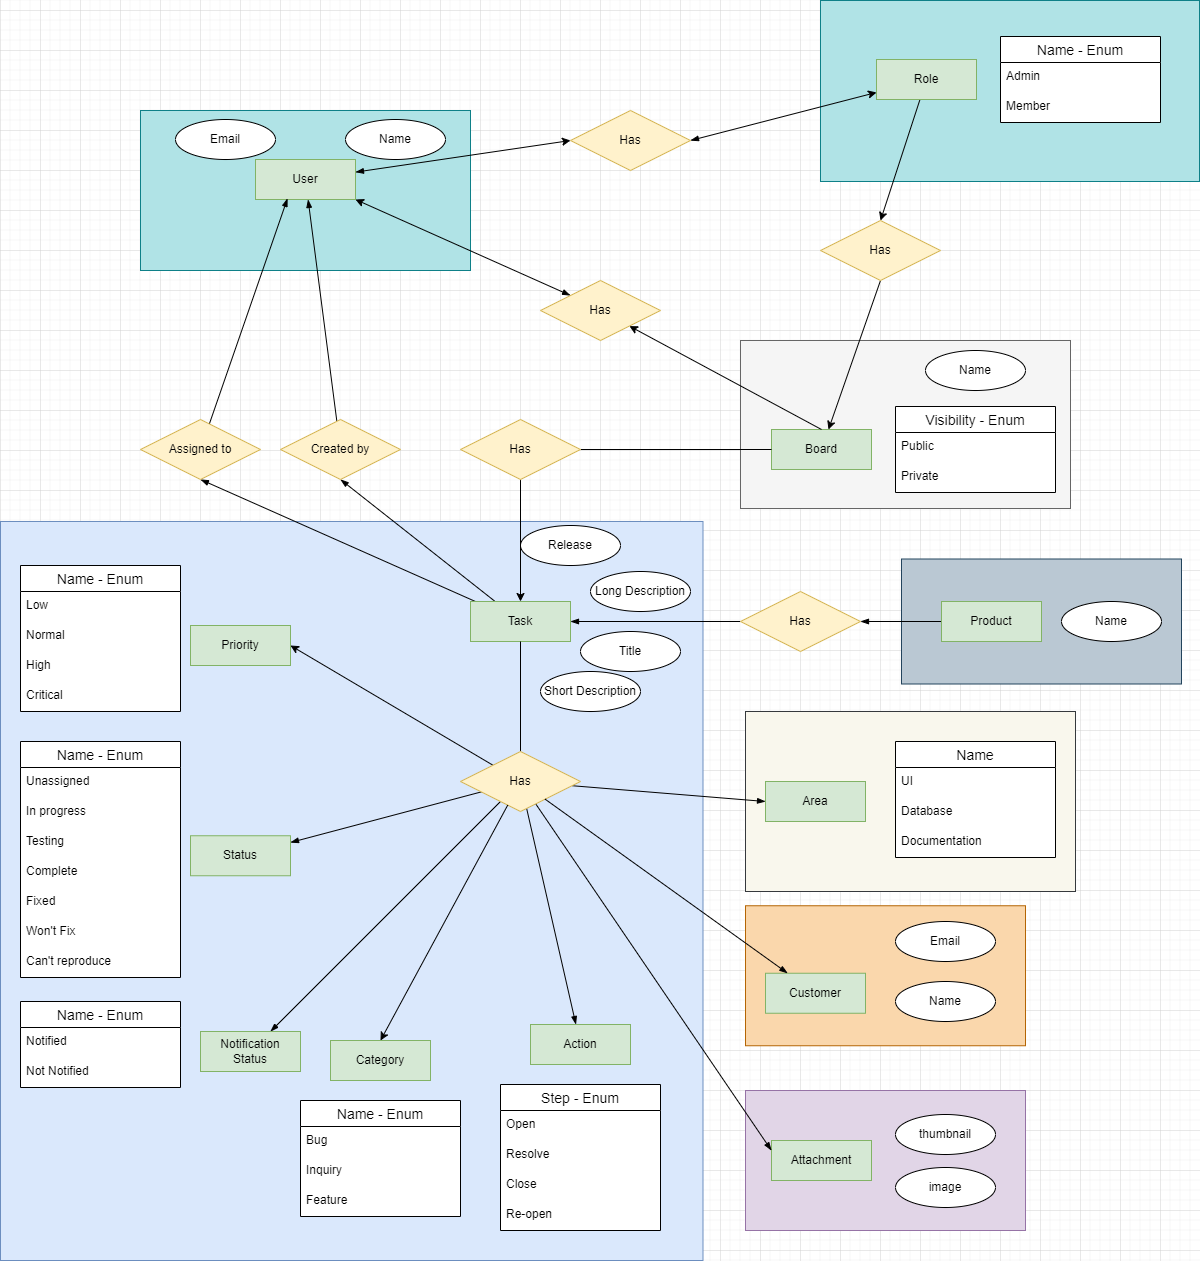 Role
Name - Enum
Admin
Member
Email
Name
User
Has
Has
Has
Name
Visibility - Enum
Public
Private
Board
Assigned to
Created by
Has
Release
Long Description
Task
Title
Short Description
Has
Product
Name
Name - Enum
Low
Normal
High
Critical
Priority
Name - Enum
Unassigned
In progress
Testing
Complete
Fixed
Won't Fix
Can't reproduce
Status
Has
Area
Name
UI
Database
Documentation
Customer
Email
Name
Name - Enum
Notified
Not Notified
Notification
Status
Category
Action
Name - Enum
Bug
Inquiry
Feature
Step - Enum
Open
Resolve
Close
Re-open
Attachment
thumbnail
image